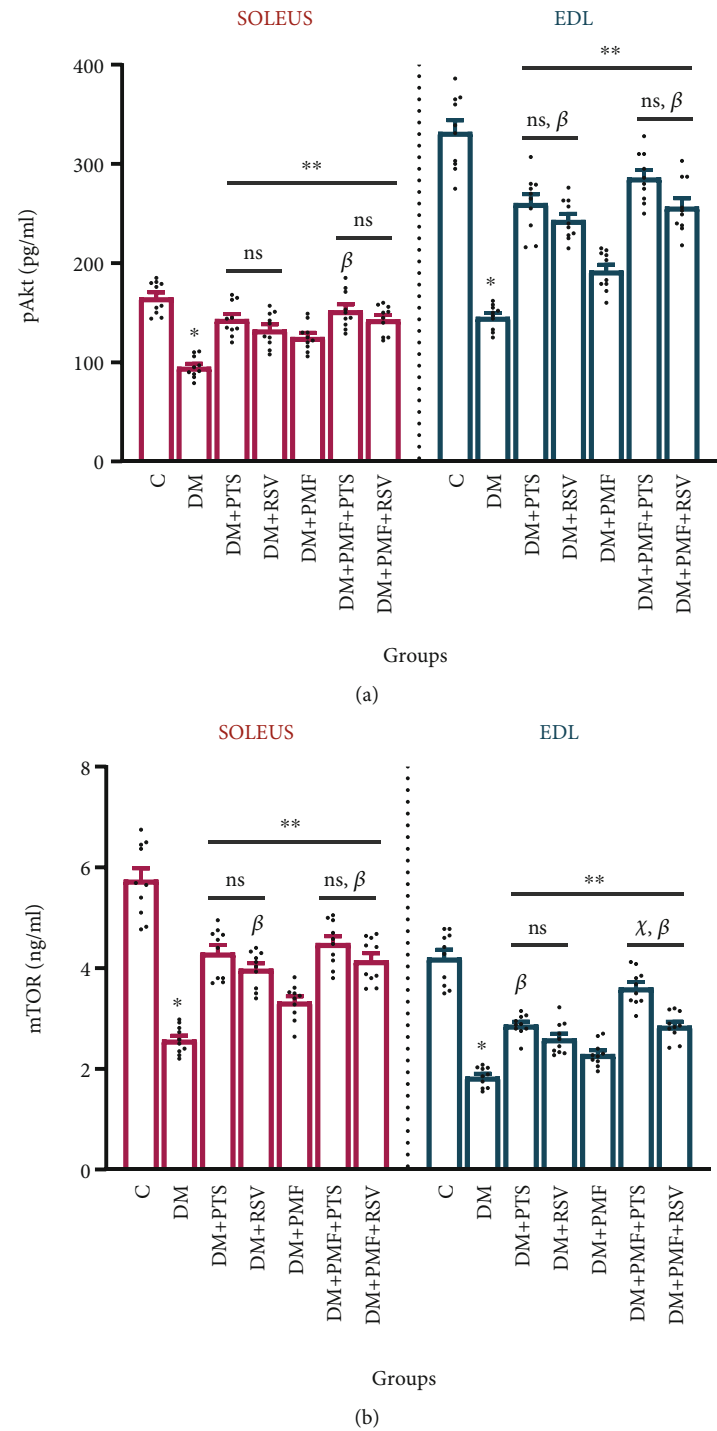 SOLEUS EDL
400
300
200
100
0
pAkt (pg/ml)
**
ns
ns
β
*
**
ns, β
ns, β
*
C DM DM+PTS DM+RSV DM+PMF DM+PMF+PTS DM+PMF+RSV C DM DM+PTS DM+RSV DM+PMF DM+PMF+PTS DM+PMF+RSV
Groups
(a)
SOLEUS EDL
8
6
4
2
0
mTOR (ng/ml)
**
ns
ns, β
β
*
**
ns
χ, β
β
*
C DM DM+PTS DM+RSV DM+PMF DM+PMF+PTS DM+PMF+RSV C DM DM+PTS DM+RSV DM+PMF DM+PMF+PTS DM+PMF+RSV
Groups
(b)